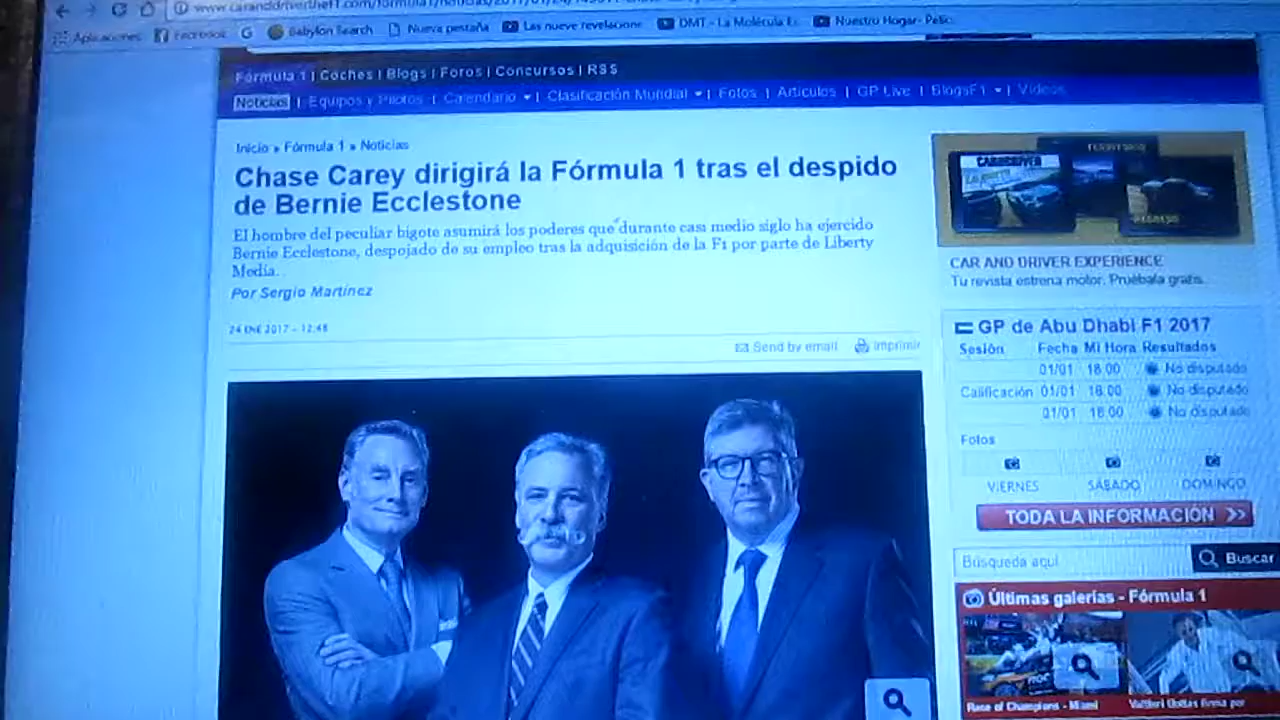 Aplicaciones Facebook G Babylon Search Nueva pestaña Las nueve revelacione DMT - La Molécula Es Nuestro Hogar- Pelíc
Fórmula 1 | Coches | Blogs | Foros | Concursos | RSS
Noticias | Equipos y Pilotos | Calendario | Clasificación Mundial | Fotos | Artículos | GP Live | BlogsF1 | Vídeos
Inicio » Fórmula 1 » Noticias
Chase Carey dirigirá la Fórmula 1 tras el despido
de Bernie Ecclestone
El hombre del peculiar bigote asumirá los poderes que durante casi medio siglo ha ejercido
Bernie Ecclestone, despojado de su empleo tras la adquisición de la F1 por parte de Liberty
Media.
Por Sergio Martínez
24 ENE 2017 - 12:48
Send by email Imprimir
CAR AND DRIVER EXPERIENCE
Tu revista estrena motor. Pruébala gratis.
GP de Abu Dhabi F1 2017
Sesión Fecha Mi Hora Resultados
01/01 18:00 No disputado
Calificación 01/01 18:00 No disputado
01/01 18:00 No disputado
Fotos
VIERNES SÁBADO DOMINGO
TODA LA INFORMACIÓN >>
Búsqueda aquí Buscar
Últimas galerías - Fórmula 1
Race of Champions - Miami Valtteri Bottas firma por